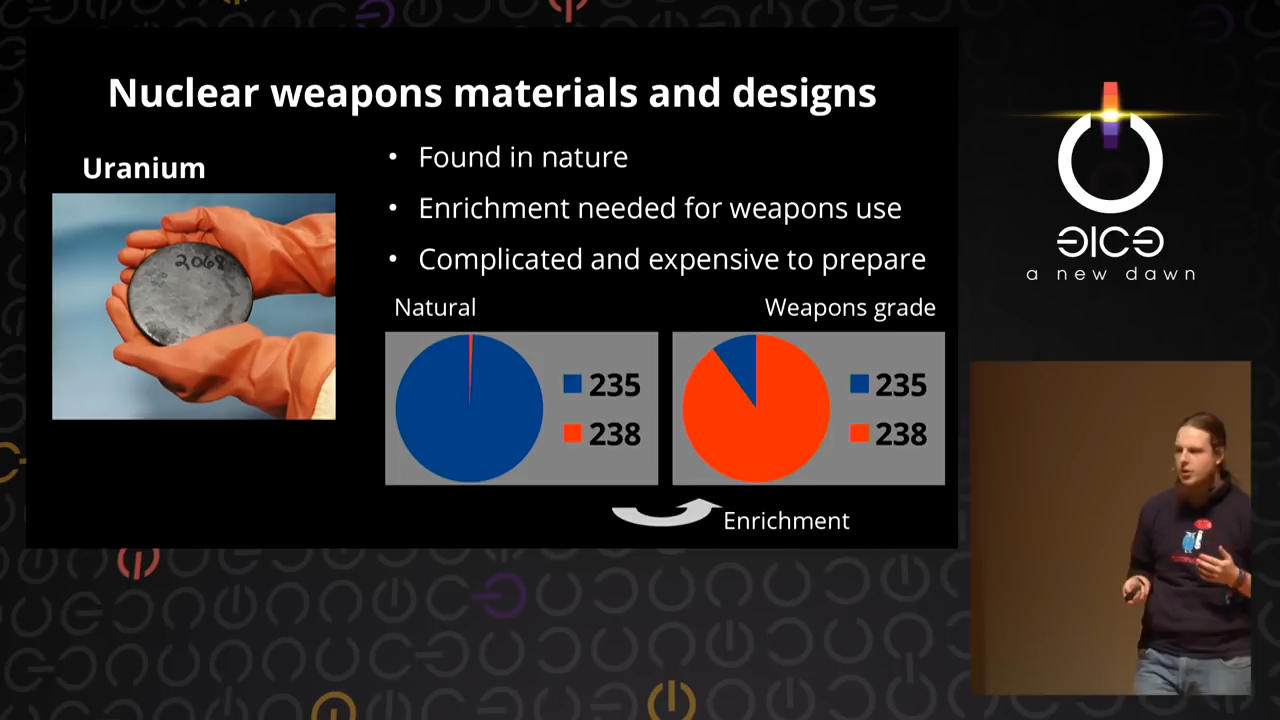 Nuclear weapons materials and designs
Uranium
2068
• Found in nature
• Enrichment needed for weapons use
• Complicated and expensive to prepare
Natural
235
238
Weapons grade
235
238
Enrichment
a new dawn